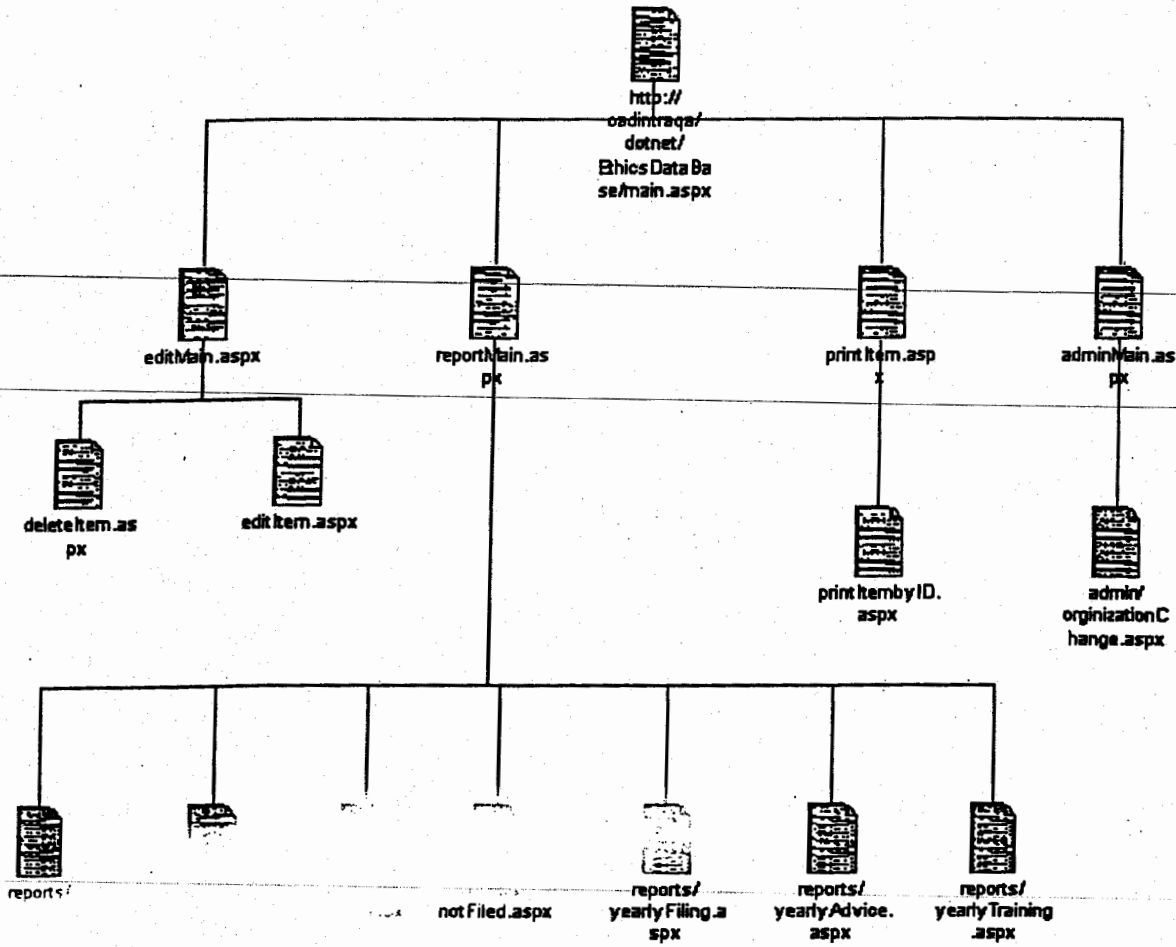 http://
oadintraqa/
dotnet/
Ethics Data Ba
se/main.aspx
editMain.aspx
reportMain.as
px
printItem.asp
x
adminMain.as
px
deleteItem.as
px
editItem.aspx
printItembyID.
aspx
admin/
orginizationC
hange.aspx
reports/
notFiled.aspx
reports/
yearlyFiling.a
spx
reports/
yearlyAdvice.
aspx
reports/
yearlyTraining
.aspx